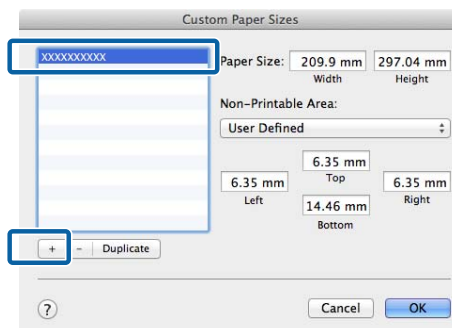 Custom Paper Sizes
XXXXXXXXXX
Paper Size: 209.9 mm 297.04 mm
Width Height
Non-Printable Area:
User Defined
6.35 mm
Top
6.35 mm 6.35 mm
Left Right
14.46 mm
Bottom
+ - Duplicate
? Cancel OK